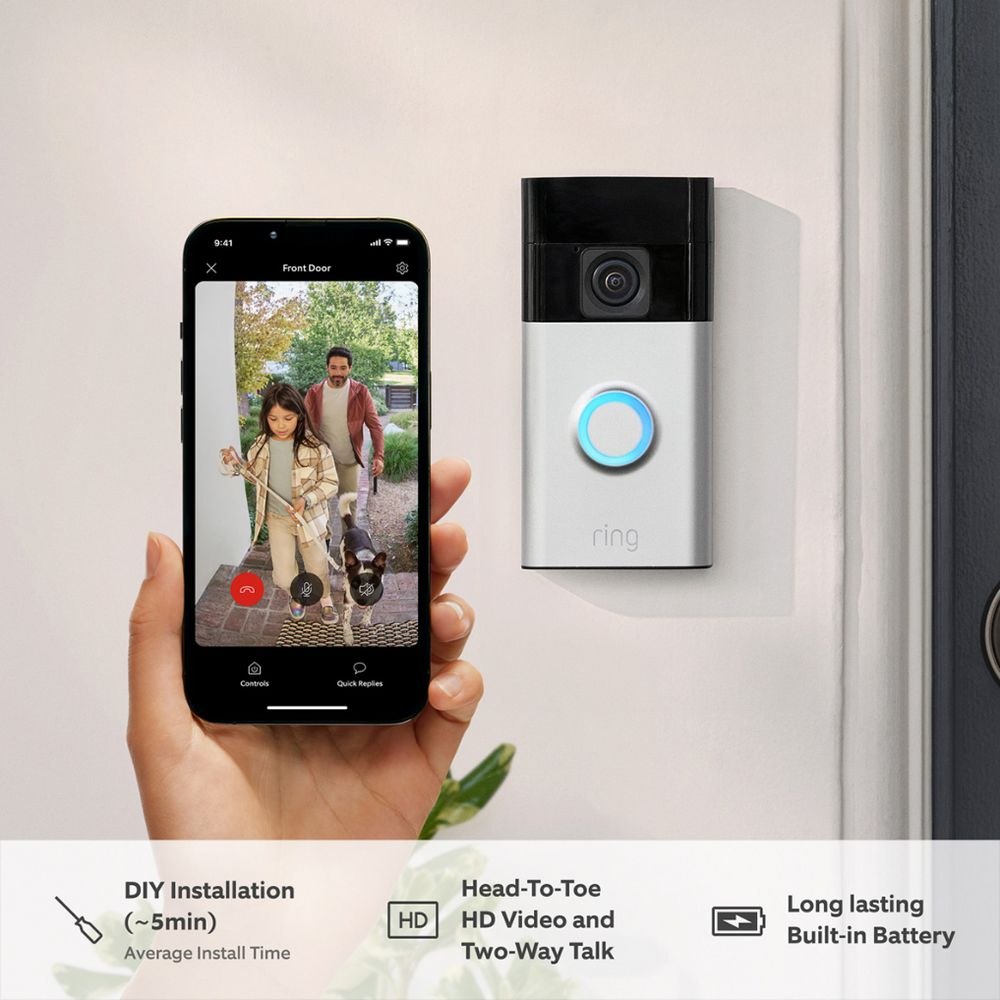 9:41
Front Door
Controls
Quick Replies
ring
DIY Installation
(~5min)
Average Install Time
HD
Head-To-Toe
HD Video and
Two-Way Talk
Long lasting
Built-in Battery